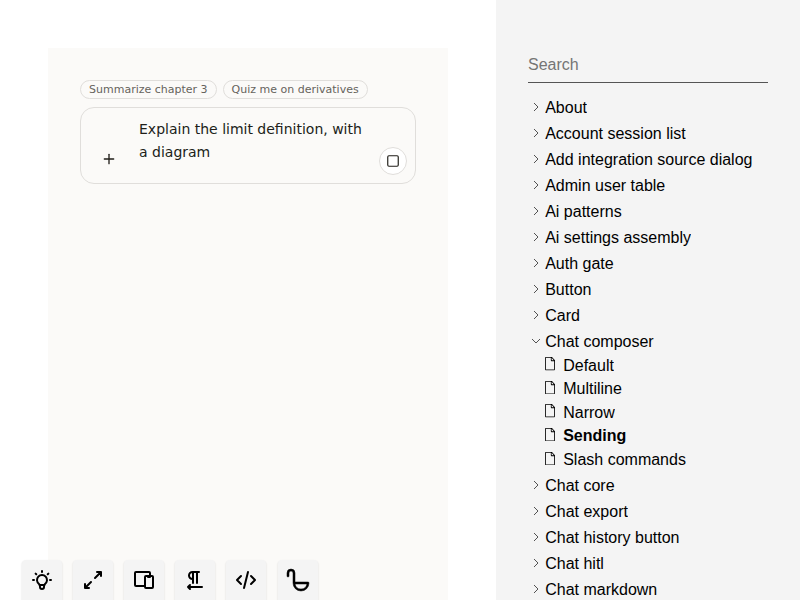 Summarize chapter 3 Quiz me on derivatives
Explain the limit definition, with
a diagram
Search
About
Account session list
Add integration source dialog
Admin user table
Ai patterns
Ai settings assembly
Auth gate
Button
Card
Chat composer
Default
Multiline
Narrow
Sending
Slash commands
Chat core
Chat export
Chat history button
Chat hitl
Chat markdown